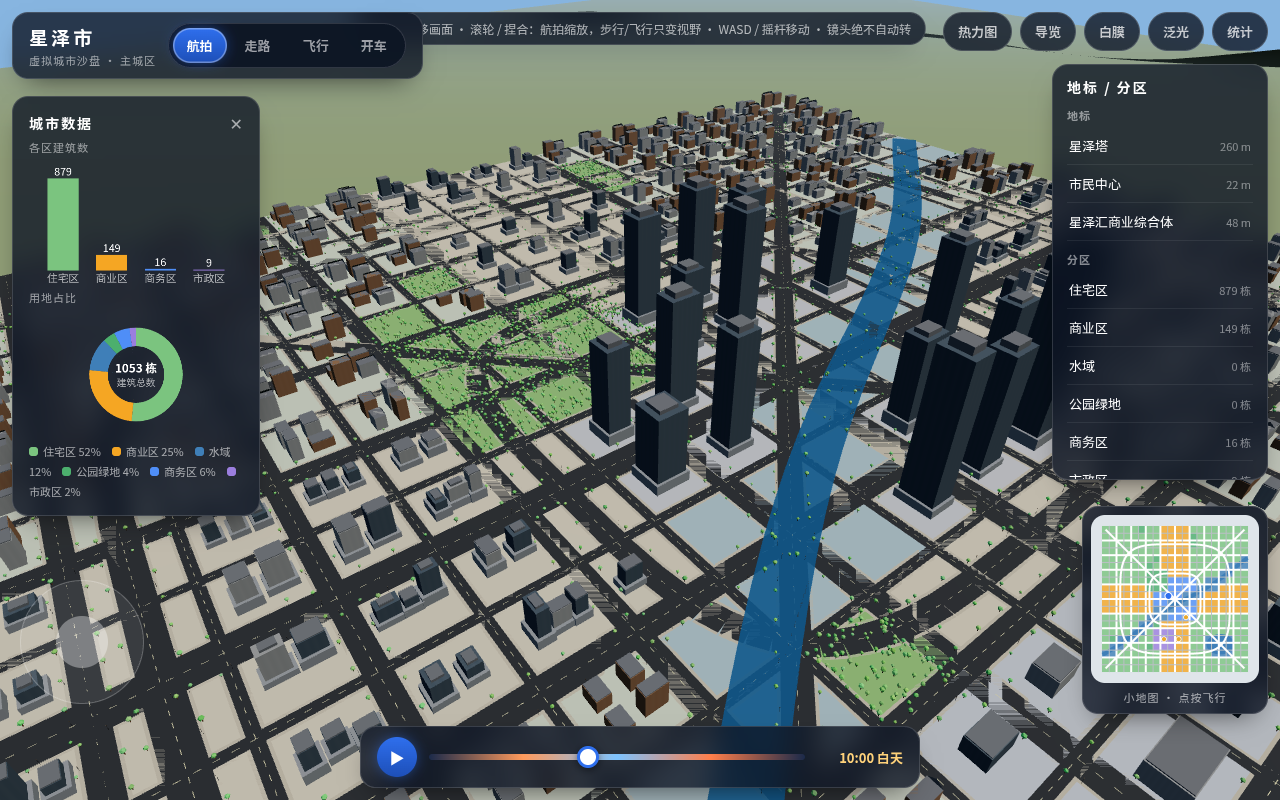 星泽市
虚拟城市沙盘 · 主城区
航拍
走路
飞行
开车
画面 · 滚轮 / 捏合：航拍缩放，步行/飞行只变视野 · WASD / 摇杆移动 · 镜头绝不自动转
热力图
导览
白膜
泛光
统计
城市数据
×
各区建筑数
879
149
16
9
住宅区
商业区
商务区
市政区
用地占比
1053 栋
建筑总数
住宅区 52% 商业区 25% 水域
12% 公园绿地 4% 商务区 6%
市政区 2%
地标 / 分区
地标
星泽塔 260 m
市民中心 22 m
星泽汇商业综合体 48 m
分区
住宅区 879 栋
商业区 149 栋
水域 0 栋
公园绿地 0 栋
商务区 16 栋
小地图 · 点按飞行
10:00 白天